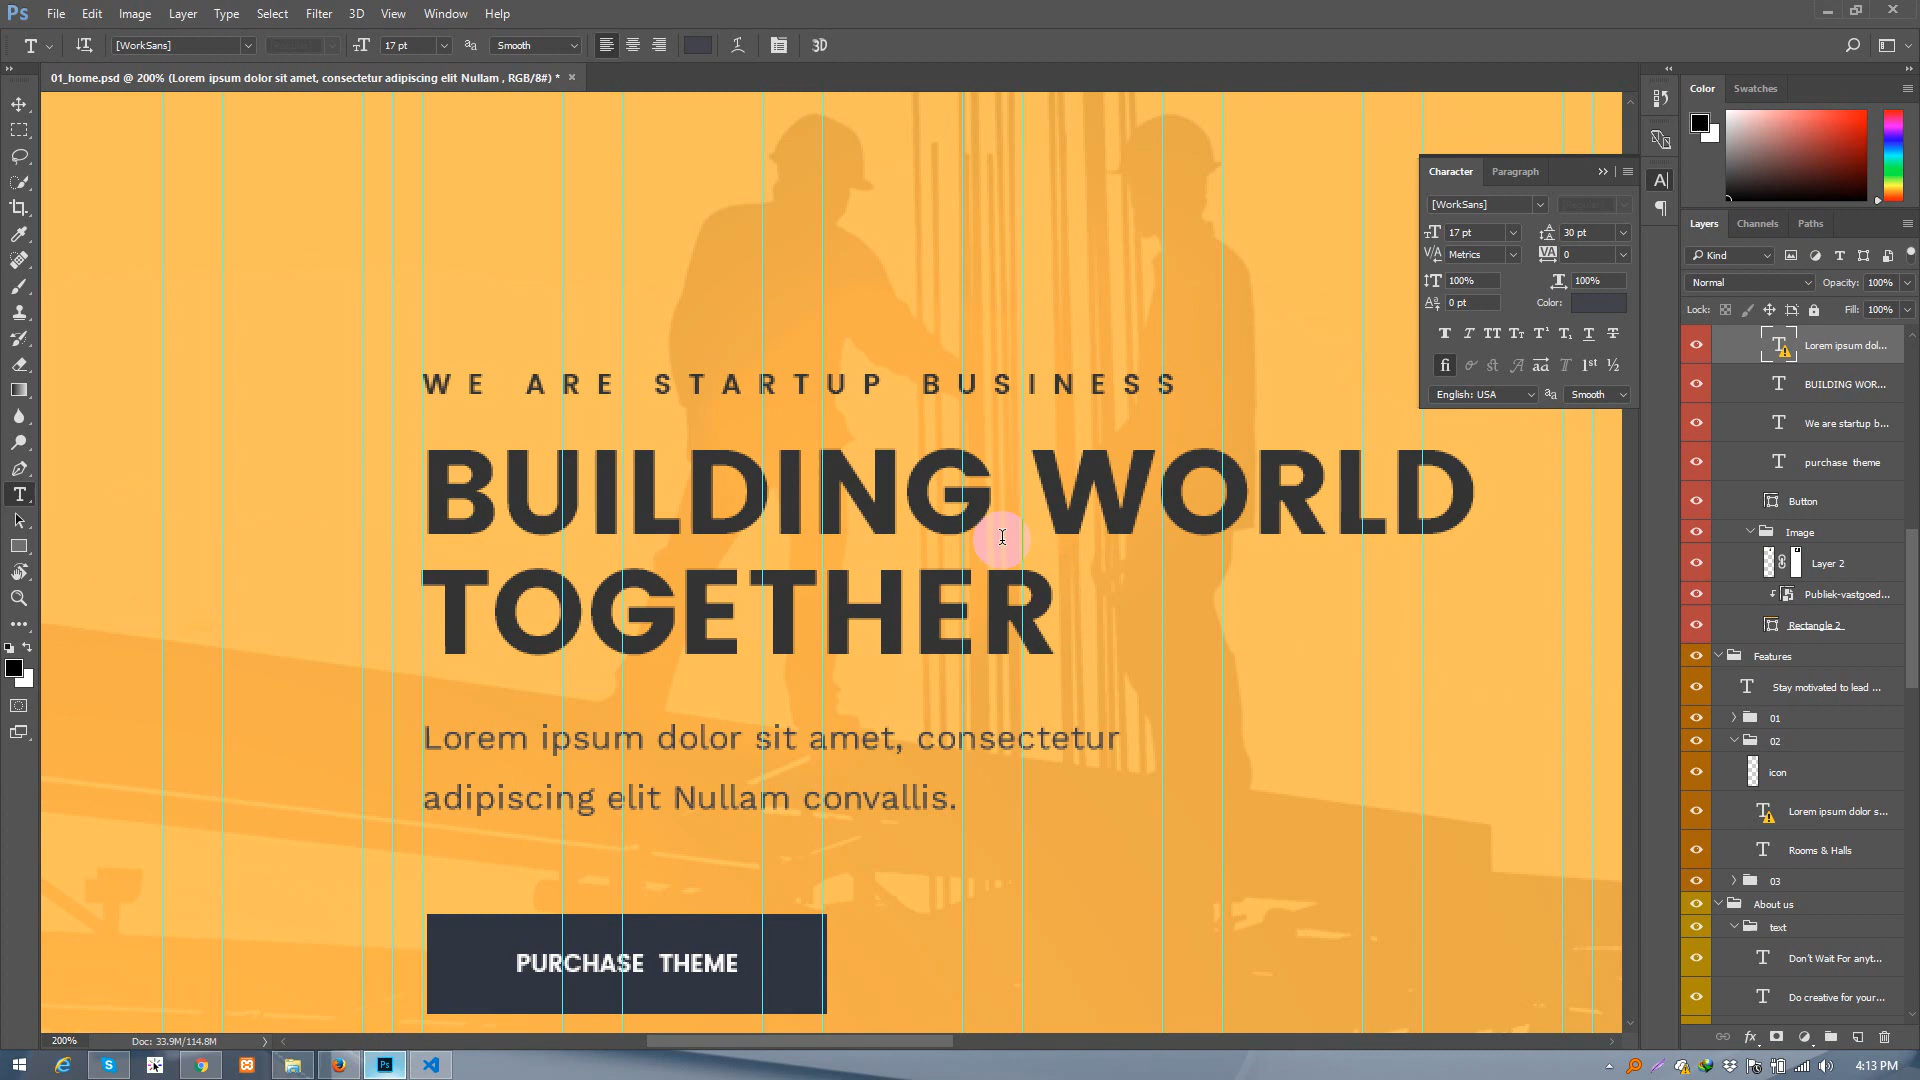 Ps File Edit Image Layer Type Select Filter 3D View Window Help
[WorkSans] 17 pt Smooth 3D
01_home.psd @ 200% (Lorem ipsum dolor sit amet, consectetur adipiscing elit Nullam , RGB/8#) *
WE ARE STARTUP BUSINESS
BUILDING WORLD
TOGETHER
Lorem ipsum dolor sit amet, consectetur
adipiscing elit Nullam convallis.
PURCHASE THEME
Character Paragraph
[WorkSans]
17 pt 30 pt
Metrics 0
100% 100%
0 pt Color:
English: USA Smooth
Color Swatches
Layers Channels Paths
Kind
Normal Opacity: 100%
Lock: Fill: 100%
Lorem ipsum dol...
BUILDING WOR...
We are startup b...
purchase theme
Button
Image
Layer 2
Publiek-vastgoed...
Rectangle 2
Features
Stay motivated to lead ...
01
02
icon
Lorem ipsum dolor s...
Rooms & Halls
03
About us
text
Don't Wait For anyt...
Do creative for your...
200% Doc: 33.9M/114.8M
4:13 PM